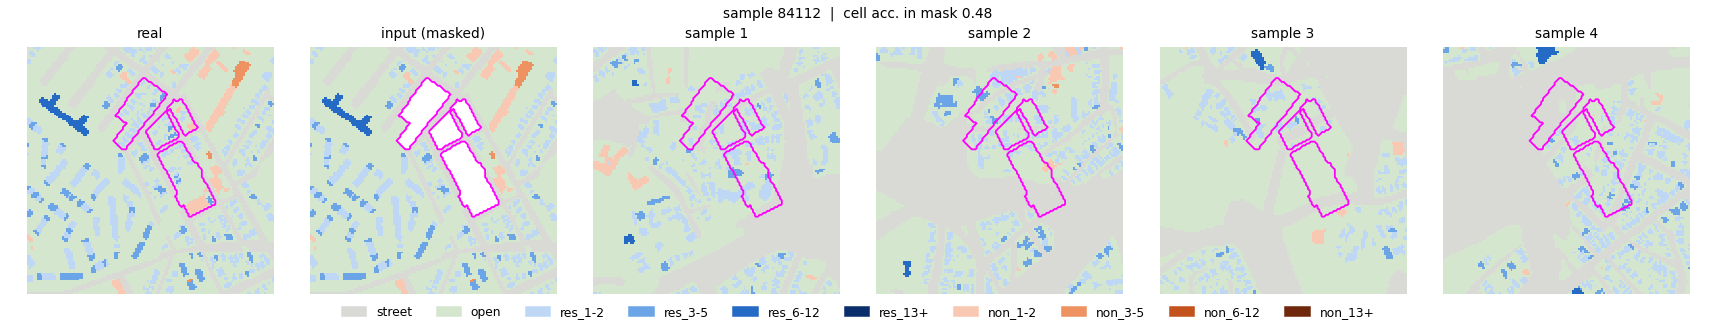 sample 84112  |  cell acc. in mask 0.48
real
input (masked)
sample 1
sample 2
sample 3
sample 4
street
open
res_1-2
res_3-5
res_6-12
res_13+
non_1-2
non_3-5
non_6-12
non_13+